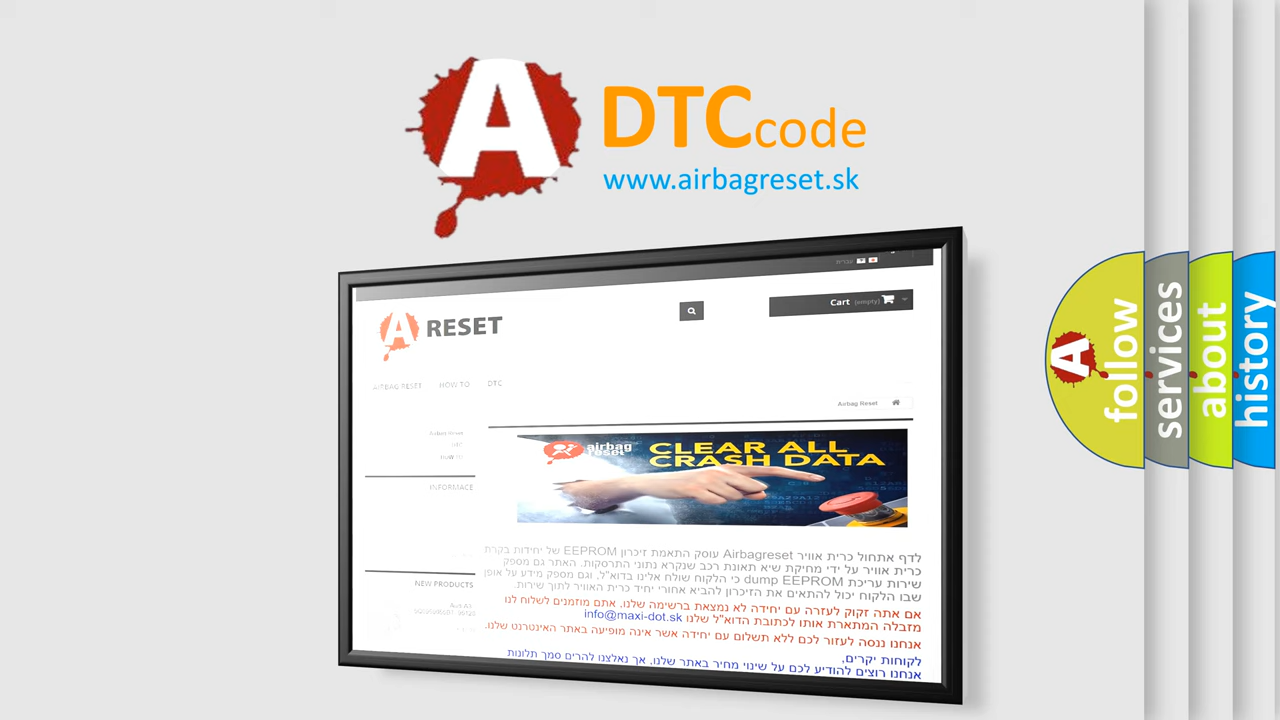 A
DTC code
www.airbagreset.sk
עברית
Cart (empty)
A RESET
AIRBAG RESET HOW TO DTC
Airbag Reset
Airbag Reset
HOW TO
INFORMACE
NEW PRODUCTS
airbag
reset
CLEAR ALL
CRASH DATA
לדף אתחול כרית אוויר Airbagreset עוסק התאמת זיכרון EEPROM של יחידות בקרת
כרית אוויר על ידי מחיקת שיא תאונת רכב שנקרא נתוני התרסקות. האתר גם מספק
שירות עריכת dump EEPROM כי הלקוח שולח אלינו בדוא"ל, וגם מספק מידע על אופן
שבו הלקוח יכול להתאים את הזיכרון להביא אחורי יחיד כרית האוויר לתוך שירות.
אם אתה זקוק לעזרה עם יחידה לא נמצאת ברשימה שלנו, אתם מוזמנים לשלוח לנו
מזבלה המתארת אותו לכתובת הדוא"ל שלנו info@maxi-dot.sk
אנחנו ננסה לעזור לכם ללא תשלום עם יחידה אשר אינה מופיעה באתר האינטרנט שלנו.
לקוחות יקרים,
אנחנו רוצים להודיע לכם על שינוי מחיר באתר שלנו, אך נאלצנו להרים סמך תלונות
A
follow
services
about
history